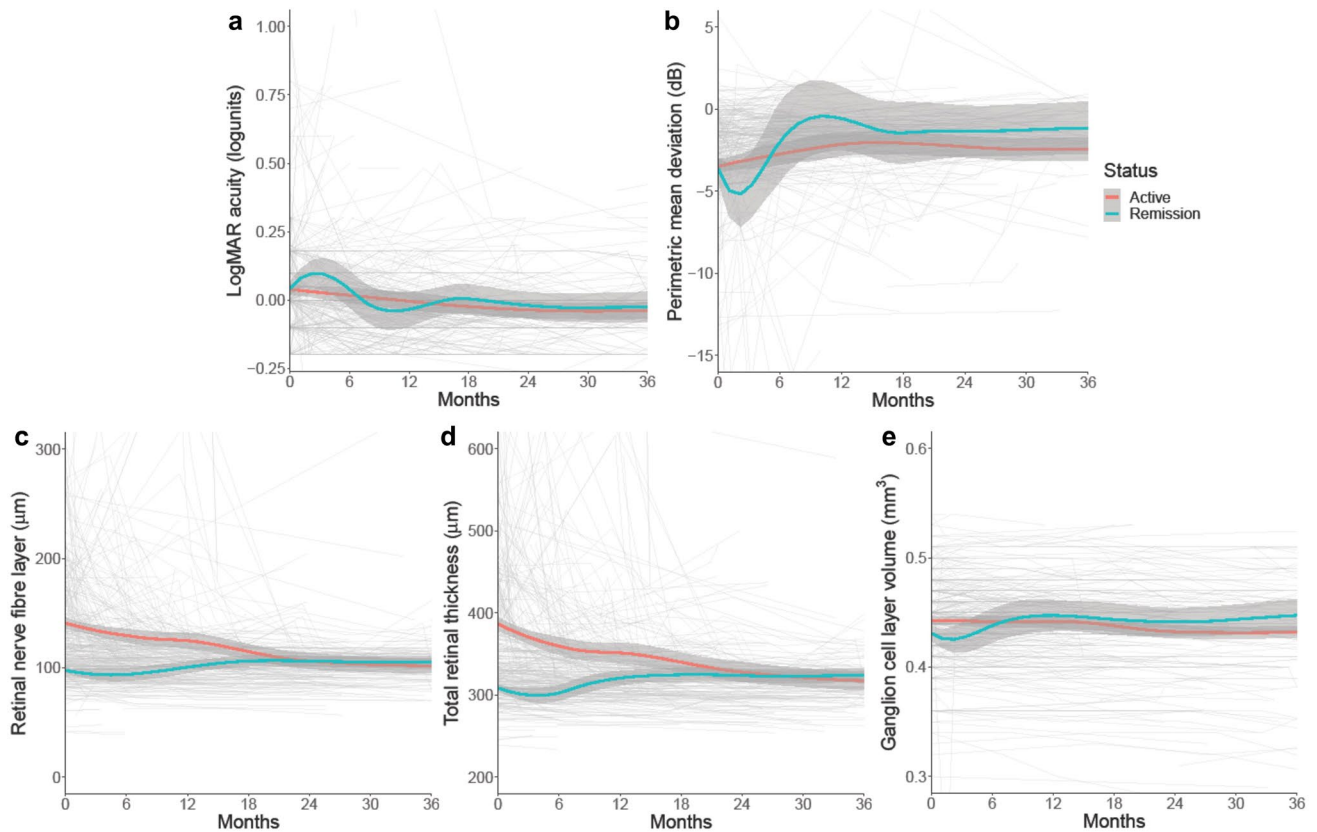 a
LogMAR acuity (logunits)
1.00
0.75
0.50
0.25
0.00
−0.25
0 6 12 18 24 30 36
Months
b
Perimetric mean deviation (dB)
5
0
−5
−10
−15
0 6 12 18 24 30 36
Months
Status
Active
Remission
c
Retinal nerve fibre layer (μm)
300
200
100
0
0 6 12 18 24 30 36
Months
d
Total retinal thickness (μm)
600
500
400
300
200
0 6 12 18 24 30 36
Months
e
Ganglion cell layer volume (mm³)
0.6
0.5
0.4
0.3
0 6 12 18 24 30 36
Months